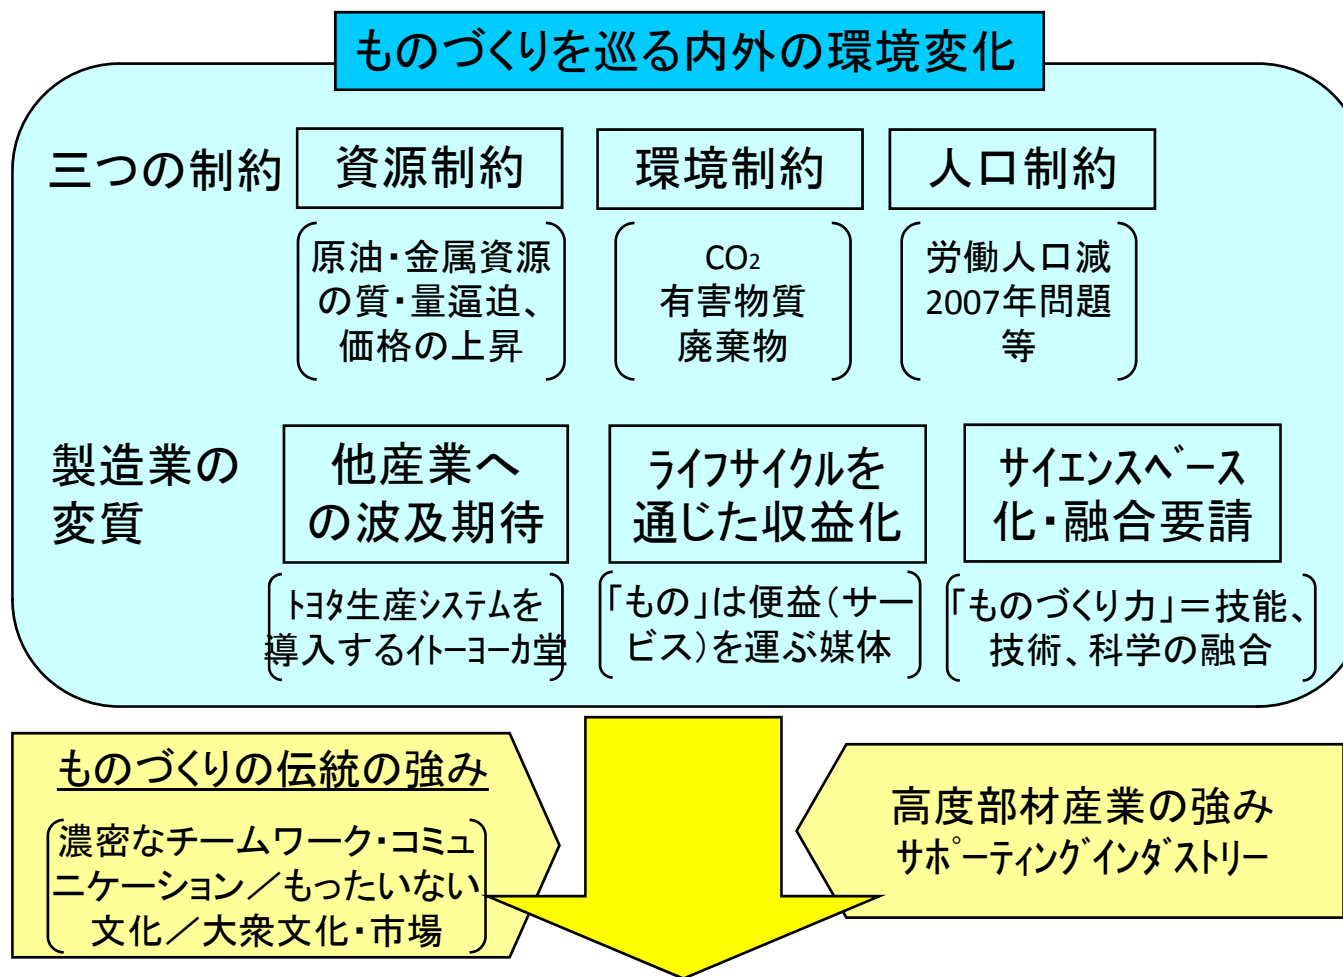 ものづくりを巡る内外の環境変化
三つの制約
資源制約
環境制約
人口制約
原油・金属資源
の質・量逼迫、
価格の上昇
CO₂
有害物質
廃棄物
労働人口減
2007年問題
等
製造業の
変質
他産業へ
の波及期待
ライフサイクルを
通じた収益化
サイエンスベース
化・融合要請
トヨタ生産システムを
導入するイトーヨーカ堂
「もの」は便益（サー
ビス）を運ぶ媒体
「ものづくり力」＝技能、
技術、科学の融合
ものづくりの伝統の強み
濃密なチームワーク・コミュ
ニケーション／もったいない
文化／大衆文化・市場
高度部材産業の強み
サポーティングインダストリー